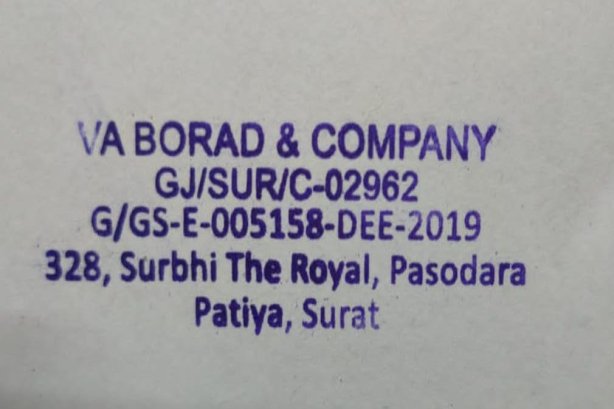 VA BORAD & COMPANY
GJ/SUR/C-02962
G/GS-E-005158-DEE-2019
328, Surbhi The Royal, Pasodara
Patiya, Surat